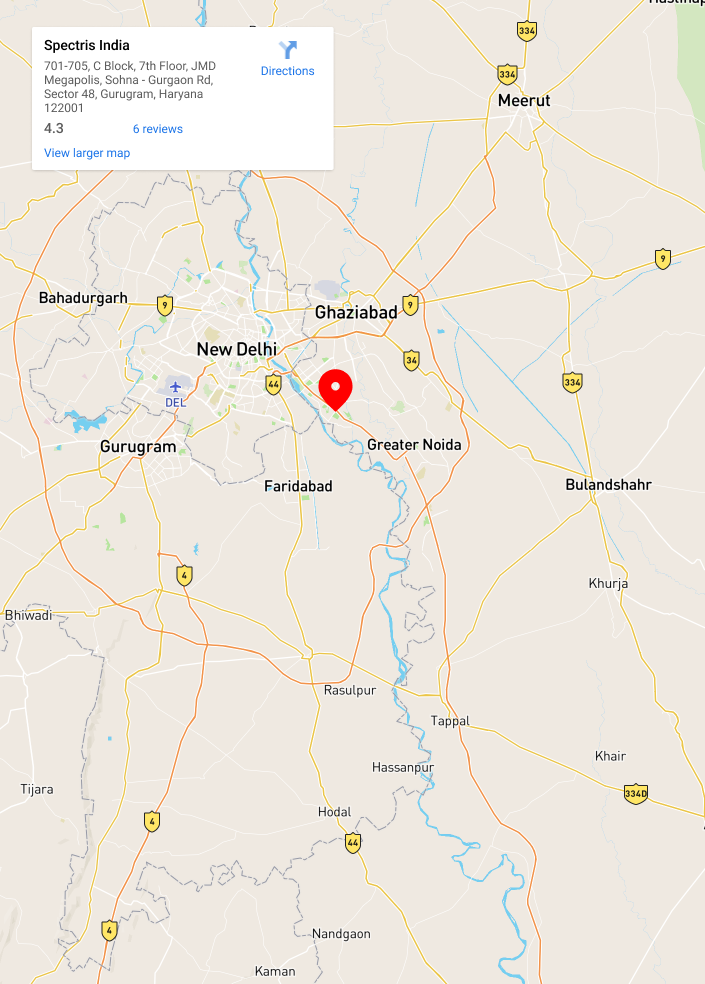 334
Spectris India
701-705, C Block, 7th Floor, JMD
Megapolis, Sohna - Gurgaon Rd,
Sector 48, Gurugram, Haryana
122001
Directions
4.3
6 reviews
View larger map
334
Meerut
9
Bahadurgarh
9
Ghaziabad
9
New Delhi
34
44
334
DEL
Gurugram
Greater Noida
Faridabad
Bulandshahr
4
Khurja
Bhiwadi
Rasulpur
Tappal
Khair
Hassanpur
Tijara
334D
Hodal
4
44
4
Nandgaon
Kaman